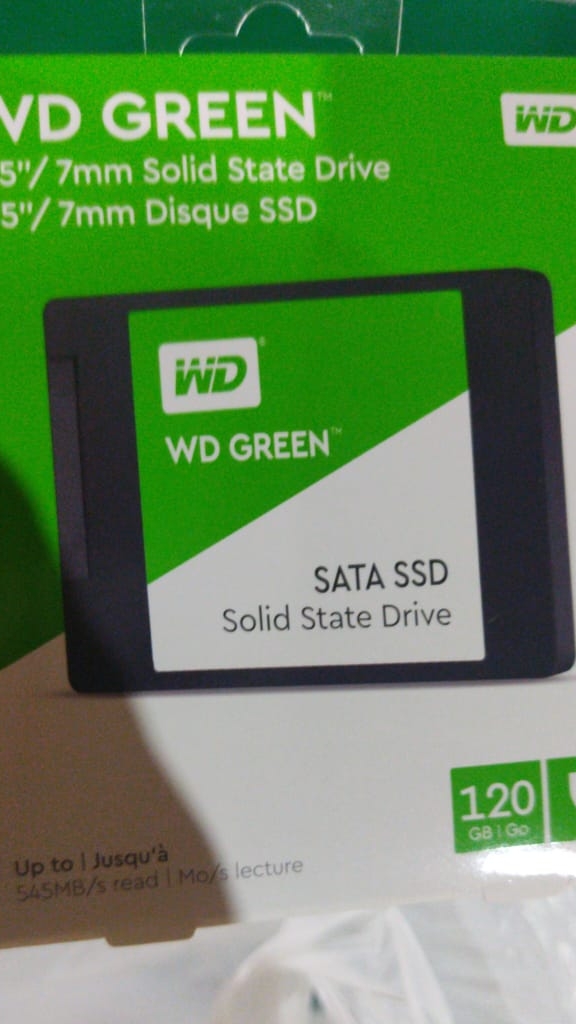 WD GREEN™
5"/ 7mm Solid State Drive
5"/ 7mm Disque SSD
WD
WD®
WD GREEN™
SATA SSD
Solid State Drive
120
GB | Go
Up to | Jusqu'à
545MB/s read | Mo/s lecture